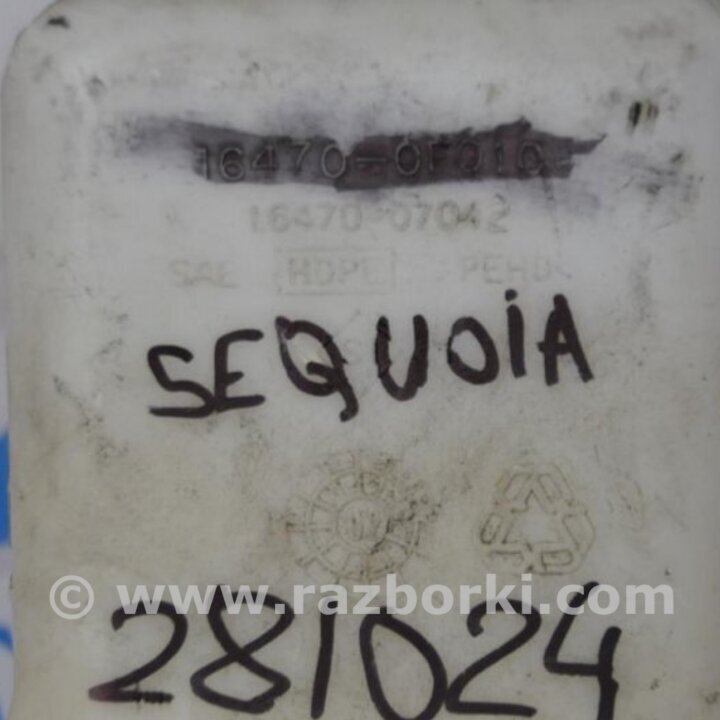 16470-0F010
16470-07042
SAE HDPE PEHD
SEQUOIA
© www.razborki.com
281024